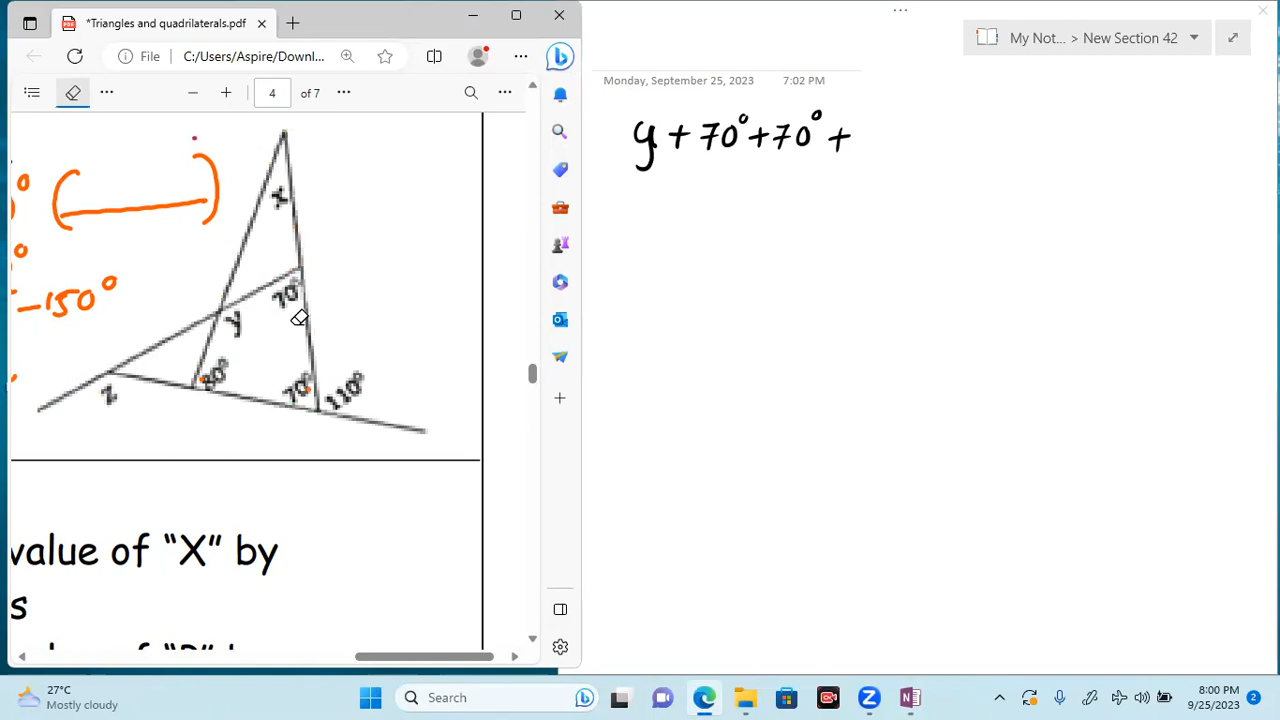 *Triangles and quadrilaterals.pdf
File C:/Users/Aspire/Downl...
4 of 7
x
70°
y
80°
70°
110°
z
-150°
value of “X” by
s
My Not... > New Section 42
Monday, September 25, 2023 7:02 PM
y + 70° + 70° +
27°C
Mostly cloudy
Search
8:00 PM
9/25/2023
2